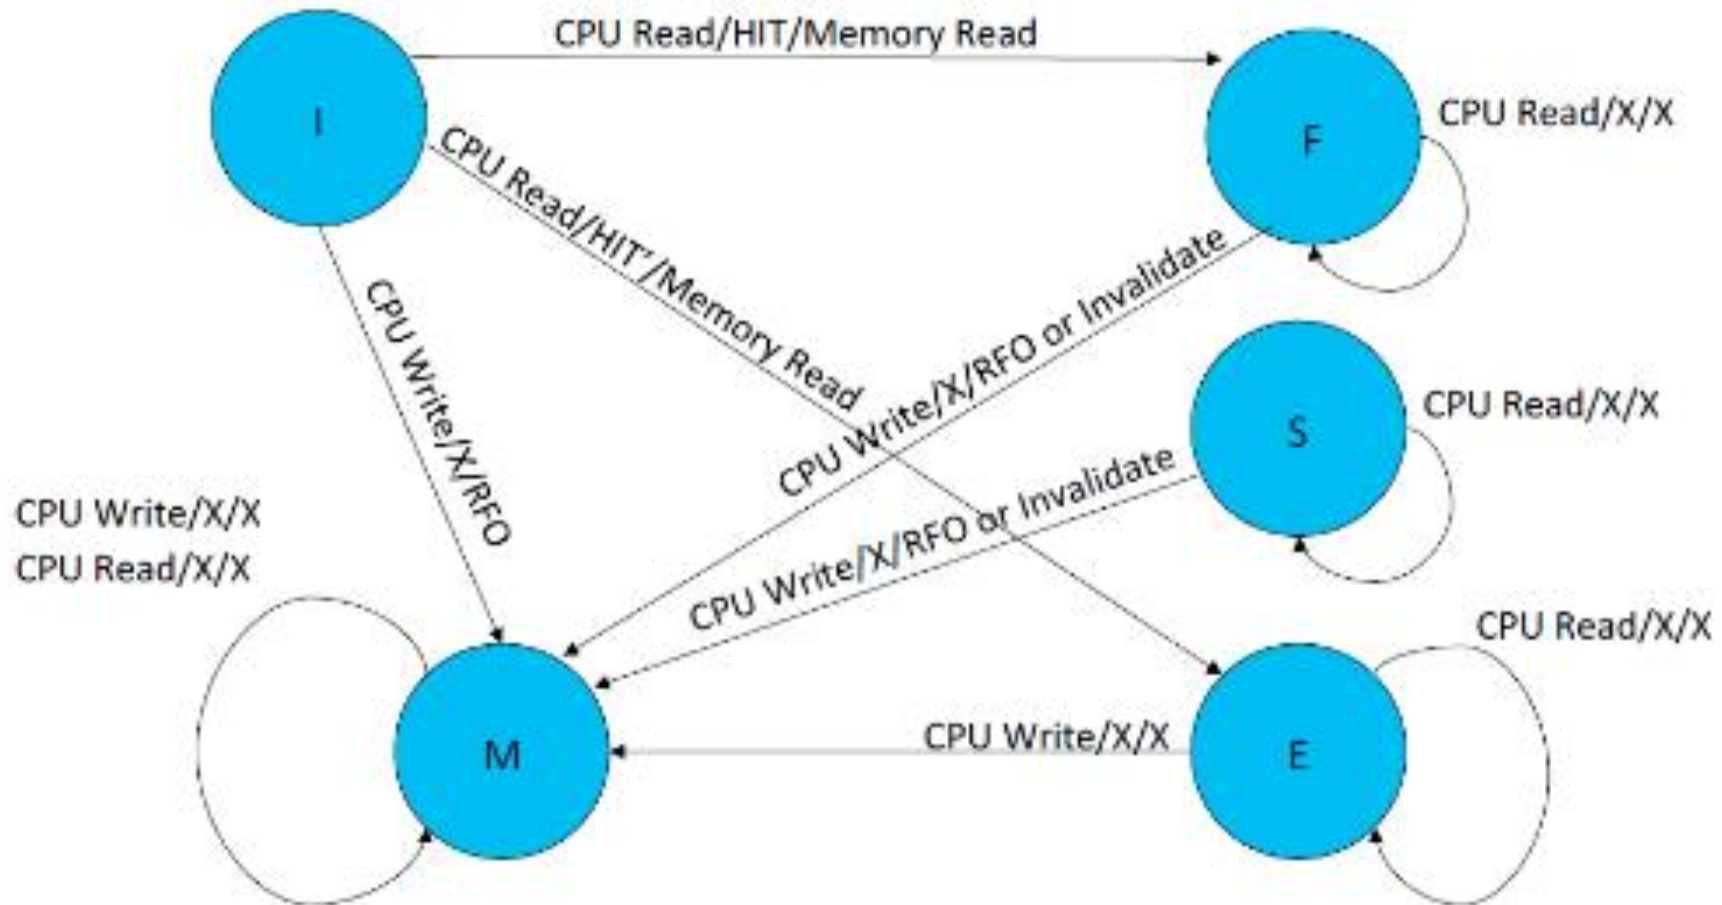 CPU Read/HIT/Memory Read
I
F
CPU Read/X/X
CPU Read/HIT'/Memory Read
CPU Write/X/RFO
CPU Write/X/RFO or Invalidate
S
CPU Read/X/X
CPU Write/X/RFO or Invalidate
CPU Write/X/X
CPU Read/X/X
CPU Read/X/X
M
CPU Write/X/X
E